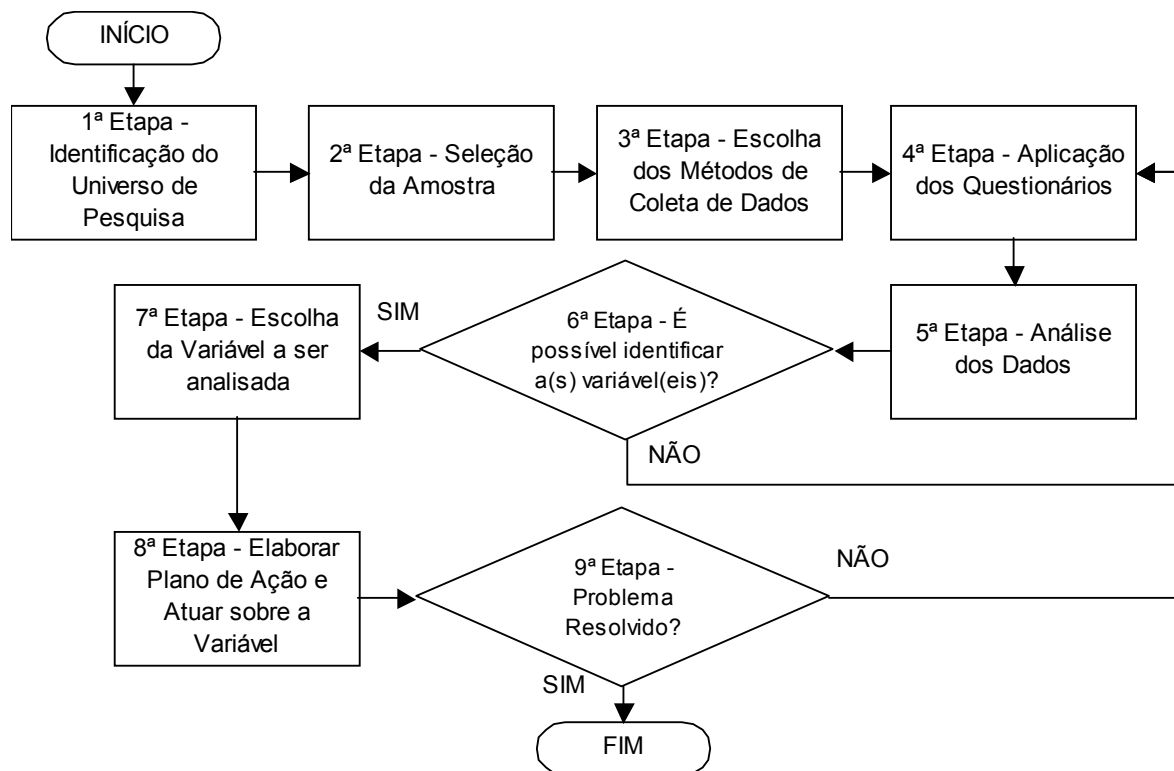 INÍCIO
1ª Etapa -
Identificação do
Universo de
Pesquisa
2ª Etapa - Seleção
da Amostra
3ª Etapa - Escolha
dos Métodos de
Coleta de Dados
4ª Etapa - Aplicação
dos Questionários
5ª Etapa - Análise
dos Dados
6ª Etapa - É
possível identificar
a(s) variável(eis)?
SIM
NÃO
7ª Etapa - Escolha
da Variável a ser
analisada
8ª Etapa - Elaborar
Plano de Ação e
Atuar sobre a
Variável
9ª Etapa -
Problema
Resolvido?
NÃO
SIM
FIM